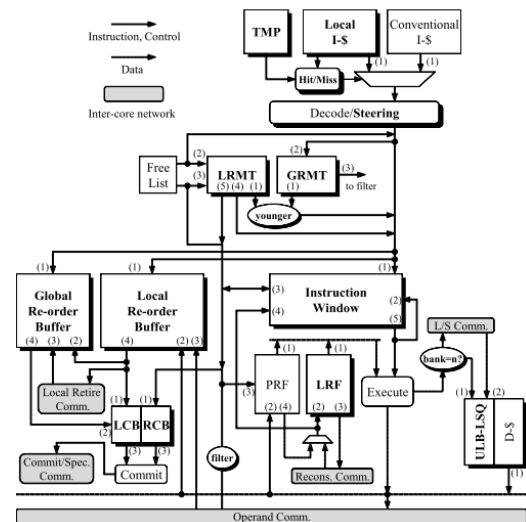 Instruction, Control
Data
Inter-core network
TMP
Local
I-$
Conventional
I-$
(1)
(1)
Hit/Miss
Decode/Steering
(2)
(2)
Free
List
(3)
LRMT
(5) (4) (1)
GRMT
(1)
(3)
to filter
younger
(1)
(1)
(1)
Global
Re-order
Buffer
(4) (3) (2)
Local
Re-order
Buffer
(4)
(3)
(4)
Instruction
Window
(2)
(5)
L/S Comm.
bank=n?
Local Retire
Comm.
(1)
(1)
(2)
LCB
RCB
(3)
(3)
Commit/Spec.
Comm.
Commit
(2)
(3)
filter
(1)
(1)
(3)
PRF
(2) (4)
LRF
(2)
(3)
Execute
Recons. Comm.
(1)
(2)
ULB-LSQ
D-$
(1)
Operand Comm.